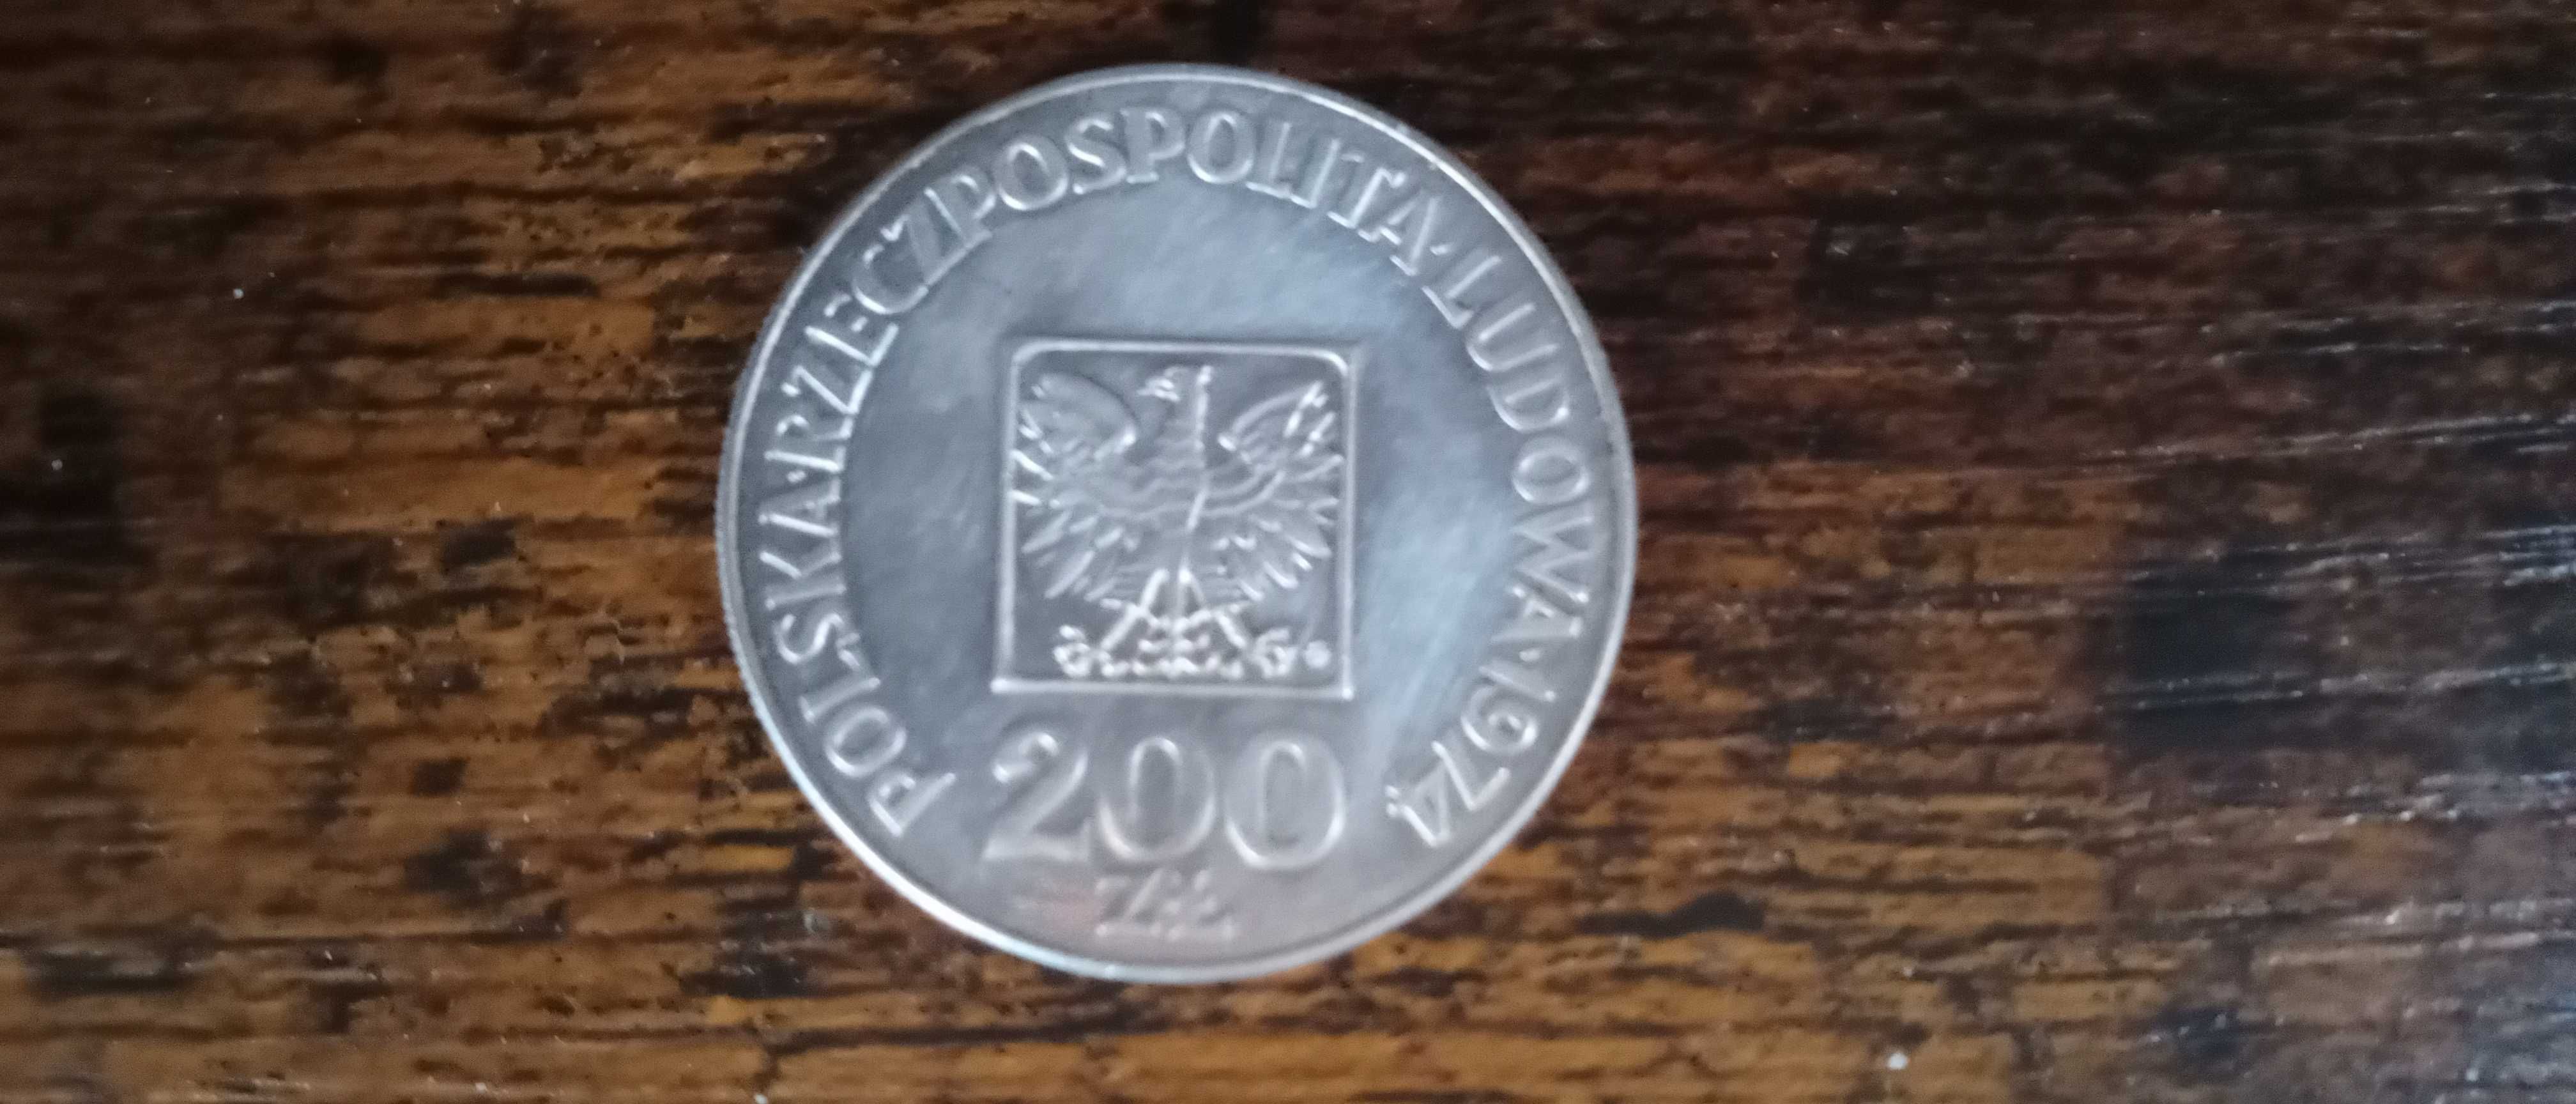 POLSKA·RZECZPOSPOLITA·LUDOWA·1974
200
ZŁ